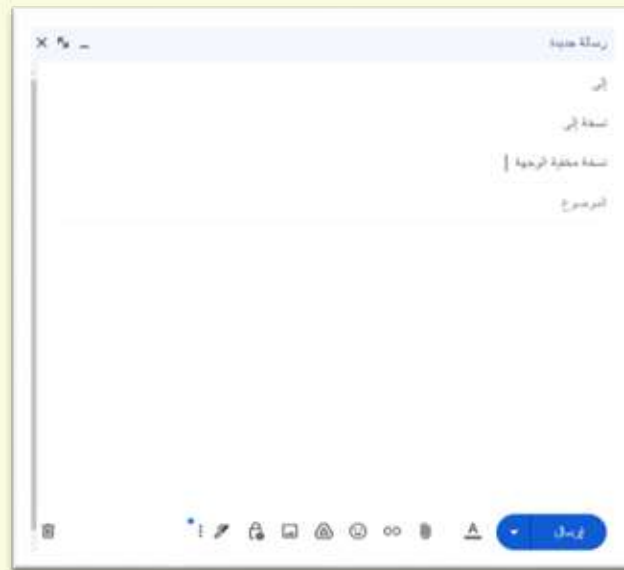 رسالة جديدة
إلى
نسخة إلى
نسخة مخفية الوجهة
الموضوع
إرسال